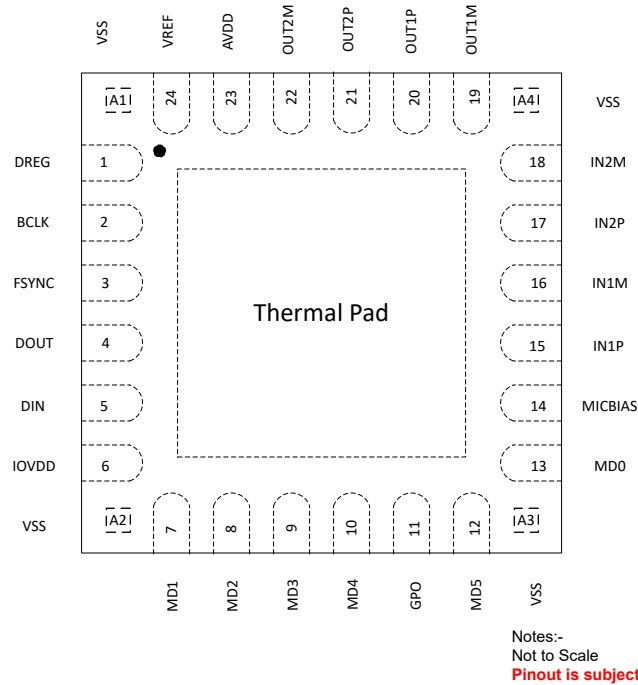 VSS
VREF
AVDD
OUT2M
OUT2P
OUT1P
OUT1M
A1
24
23
22
21
20
19
A4
VSS
DREG
1
18
IN2M
BCLK
2
17
IN2P
FSYNC
3
16
IN1M
Thermal Pad
DOUT
4
15
IN1P
DIN
5
14
MICBIAS
IOVDD
6
13
MD0
VSS
A2
7
8
9
10
11
12
A3
MD1
MD2
MD3
MD4
GPO
MD5
VSS
Notes:-
Not to Scale
Pinout is subject